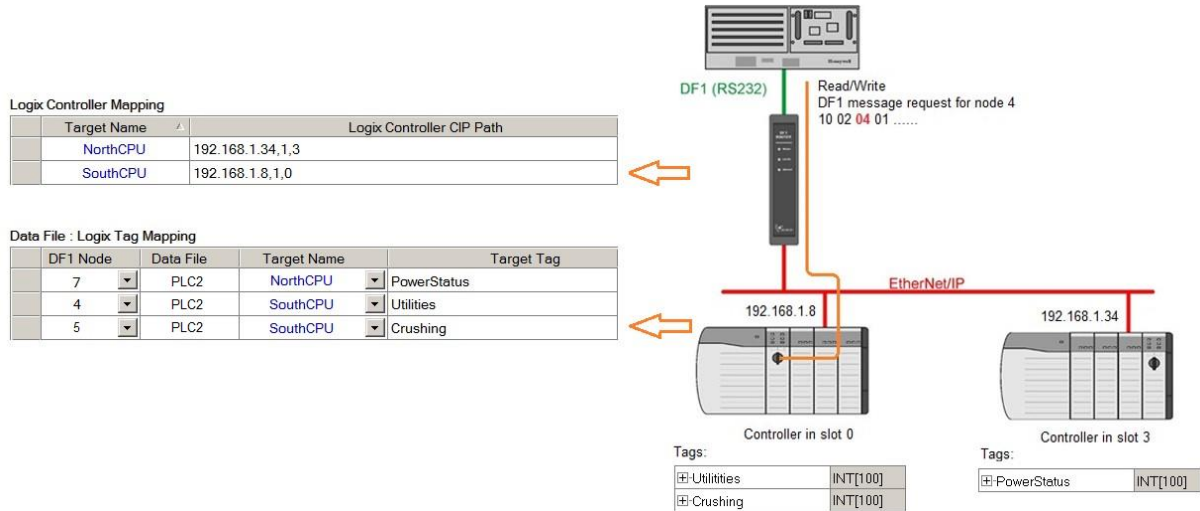 Logix Controller Mapping
Target Name Logix Controller CIP Path
NorthCPU 192.168.1.34,1,3
SouthCPU 192.168.1.8,1,0
Data File : Logix Tag Mapping
DF1 Node Data File Target Name Target Tag
7 PLC2 NorthCPU PowerStatus
4 PLC2 SouthCPU Utilities
5 PLC2 SouthCPU Crushing
Honeywell
DF1 (RS232)
Read/Write
DF1 message request for node 4
10 02 04 01 ......
EtherNet/IP
192.168.1.8
192.168.1.34
Controller in slot 0
Tags:
Utilitities INT[100]
Crushing INT[100]
Controller in slot 3
Tags:
PowerStatus INT[100]